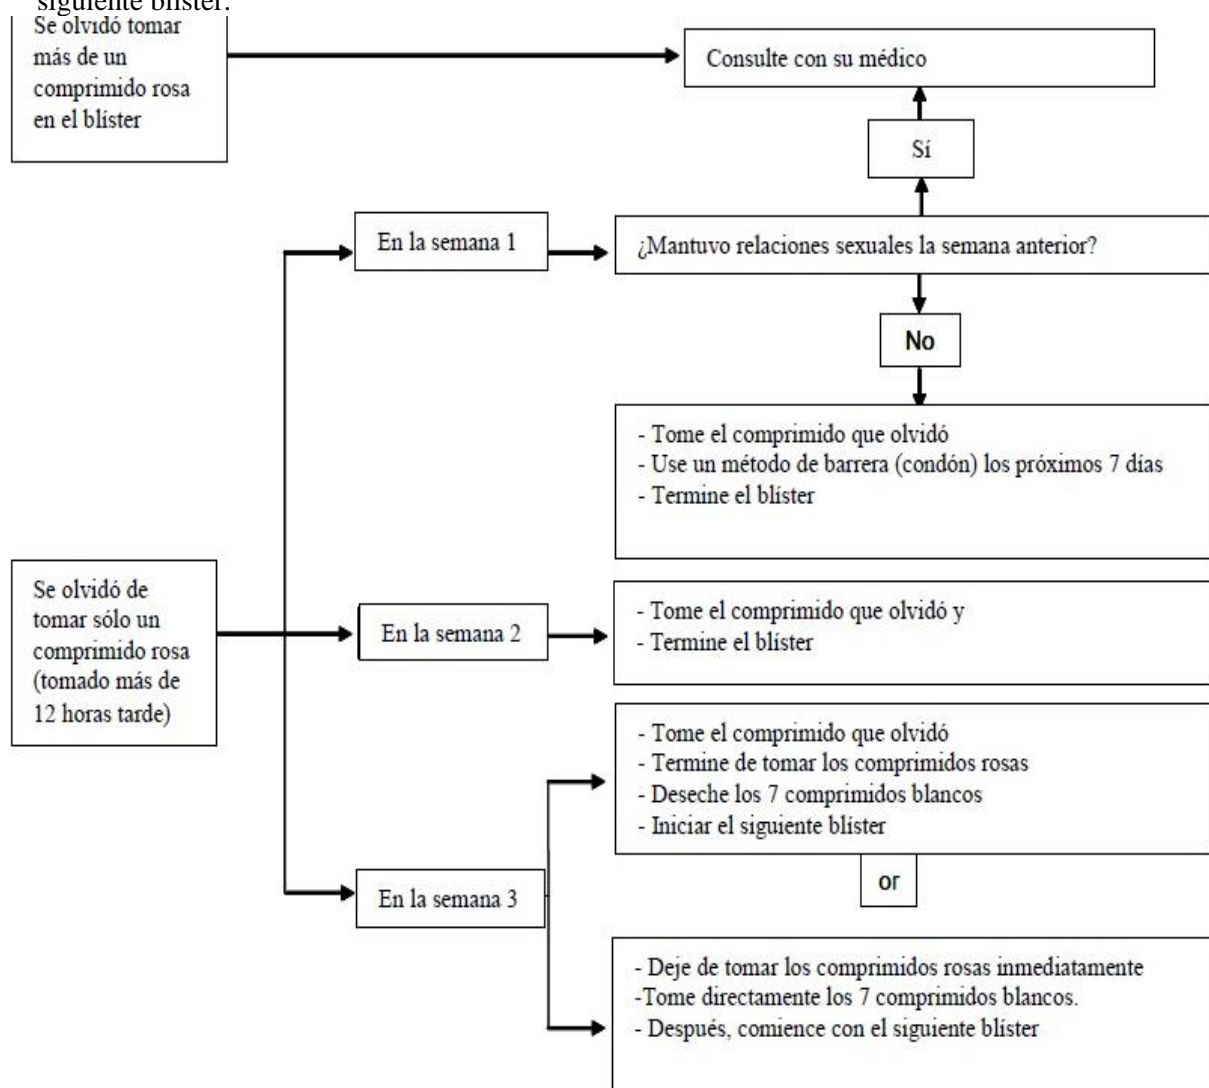 siguiente blíster.
Se olvidó tomar
más de un
comprimido rosa
en el blíster
Consulte con su médico
Sí
En la semana 1
¿Mantuvo relaciones sexuales la semana anterior?
No
- Tome el comprimido que olvidó
- Use un método de barrera (condón) los próximos 7 días
- Termine el blíster
Se olvidó de
tomar sólo un
comprimido rosa
(tomado más de
12 horas tarde)
En la semana 2
- Tome el comprimido que olvidó y
- Termine el blíster
En la semana 3
- Tome el comprimido que olvidó
- Termine de tomar los comprimidos rosas
- Deseche los 7 comprimidos blancos
- Iniciar el siguiente blíster
or
- Deje de tomar los comprimidos rosas inmediatamente
-Tome directamente los 7 comprimidos blancos.
- Después, comience con el siguiente blíster